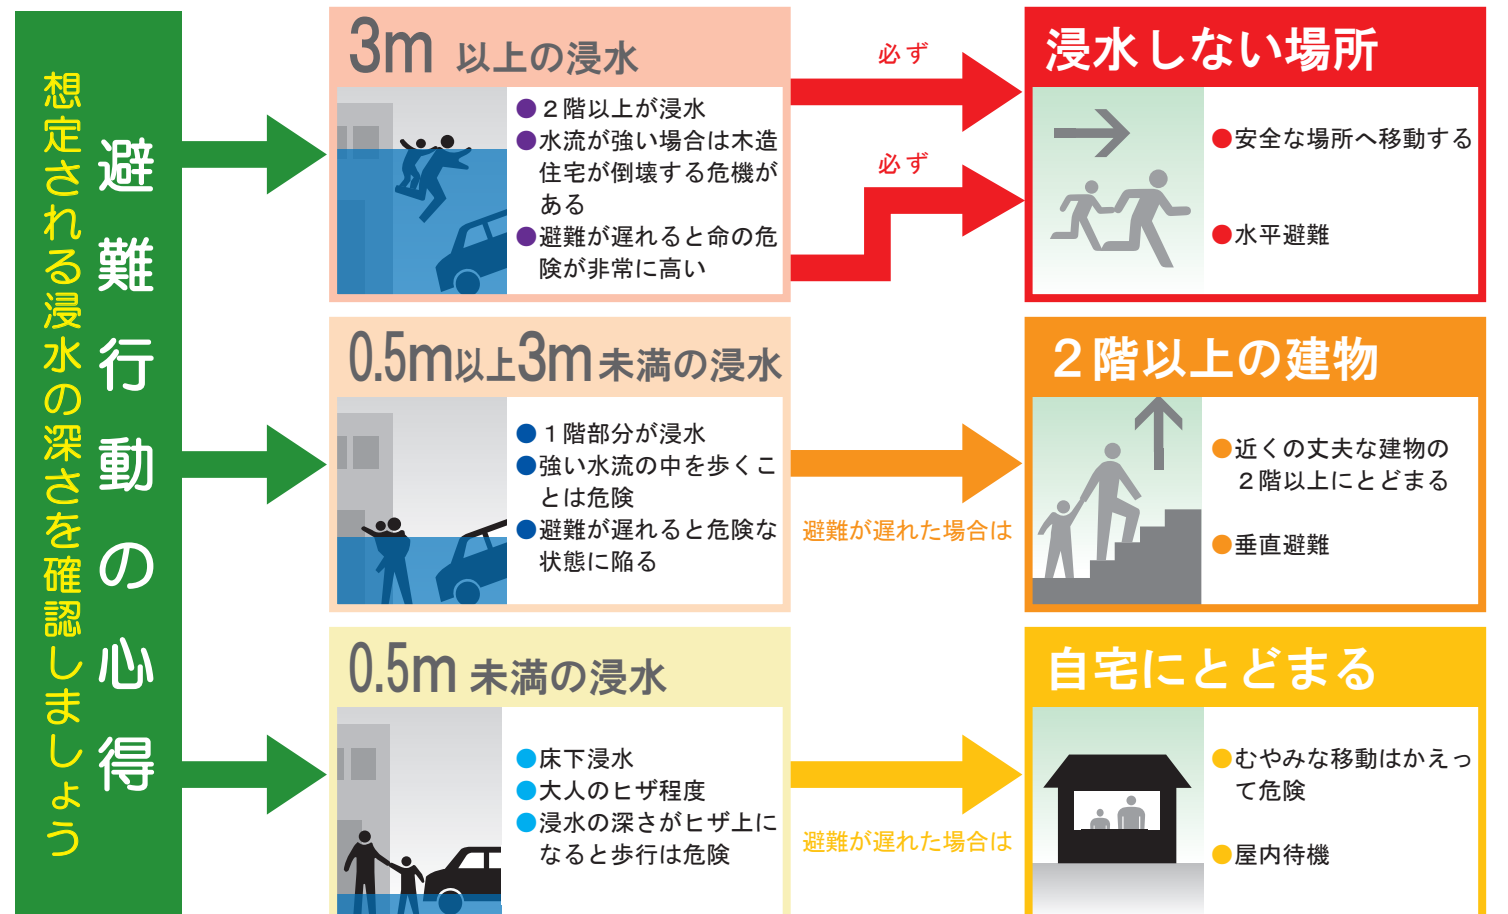 避難行動の心得
想定される浸水の深さを確認しましょう
3m 以上の浸水
●２階以上が浸水
●水流が強い場合は木造
住宅が倒壊する危機が
ある
●避難が遅れると命の危
険が非常に高い
必ず
必ず
浸水しない場所
●安全な場所へ移動する
●水平避難
0.5m以上3m未満の浸水
●１階部分が浸水
●強い水流の中を歩くこ
とは危険
●避難が遅れると危険な
状態に陥る
避難が遅れた場合は
２階以上の建物
●近くの丈夫な建物の
２階以上にとどまる
●垂直避難
0.5m 未満の浸水
●床下浸水
●大人のヒザ程度
●浸水の深さがヒザ上に
なると歩行は危険
避難が遅れた場合は
自宅にとどまる
●むやみな移動はかえっ
て危険
●屋内待機